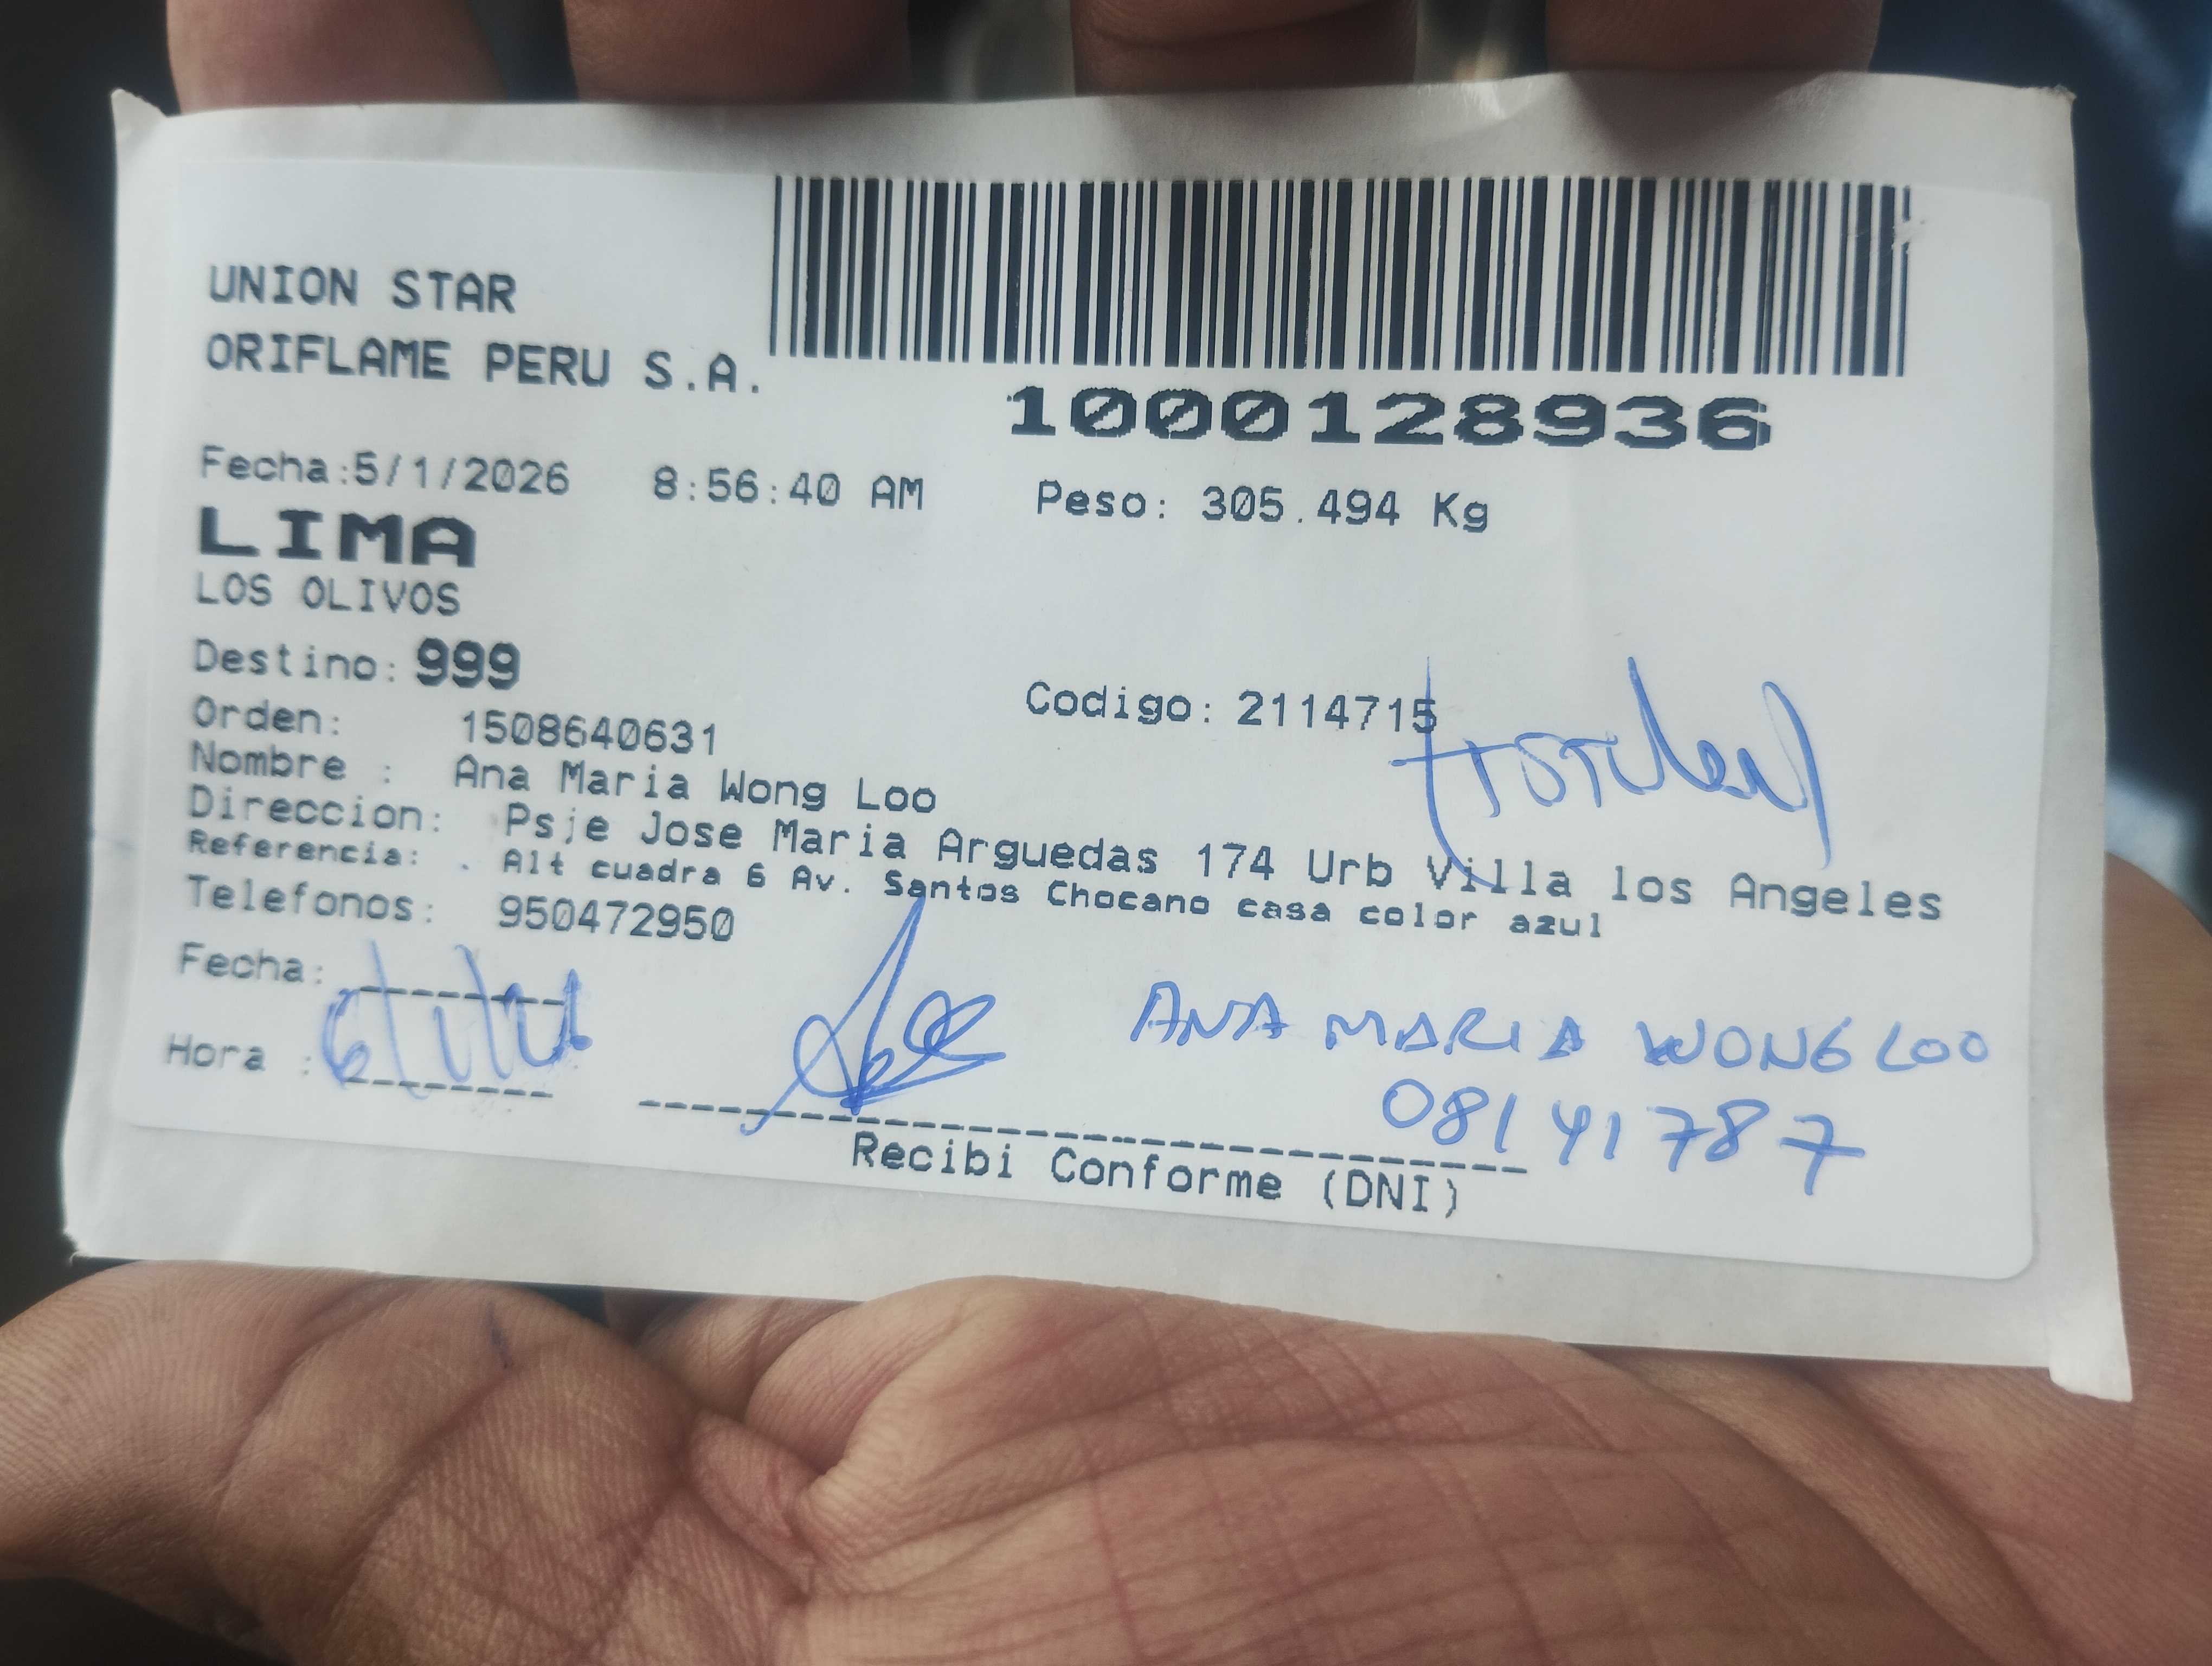 UNION STAR
ORIFLAME PERU S.A.
1000128936
Fecha:5/1/2026 8:56:40 AM Peso: 305.494 Kg
LIMA
LOS OLIVOS
Destino: 999
Orden: 1508640631 Codigo: 2114715
Nombre : Ana Maria Wong Loo
Direccion: Psje Jose Maria Arguedas 174 Urb Villa los Angeles
Referencia: . Alt cuadra 6 Av. Santos Chocano casa color azul
Telefonos: 950472950
Fecha: 6/1/26
ANA MARIA WONG LOO
Hora :
08141787
Recibi Conforme (DNI)